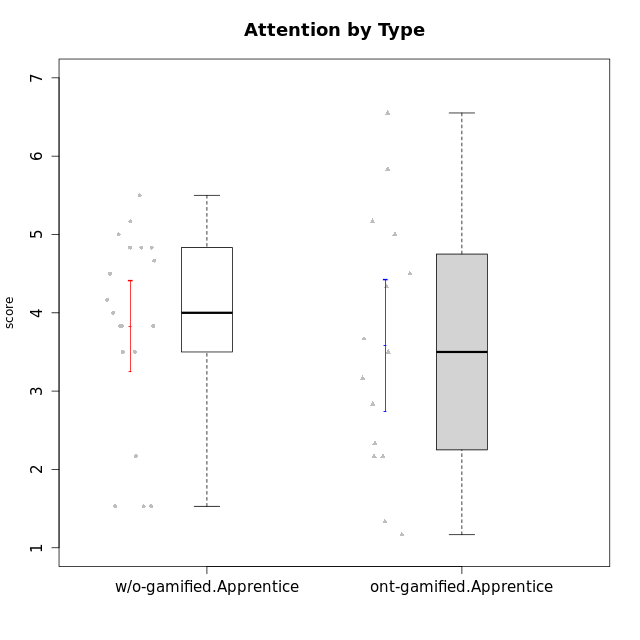 Attention by Type
7
6
5
4
3
2
1
score
w/o-gamified.Apprentice
ont-gamified.Apprentice